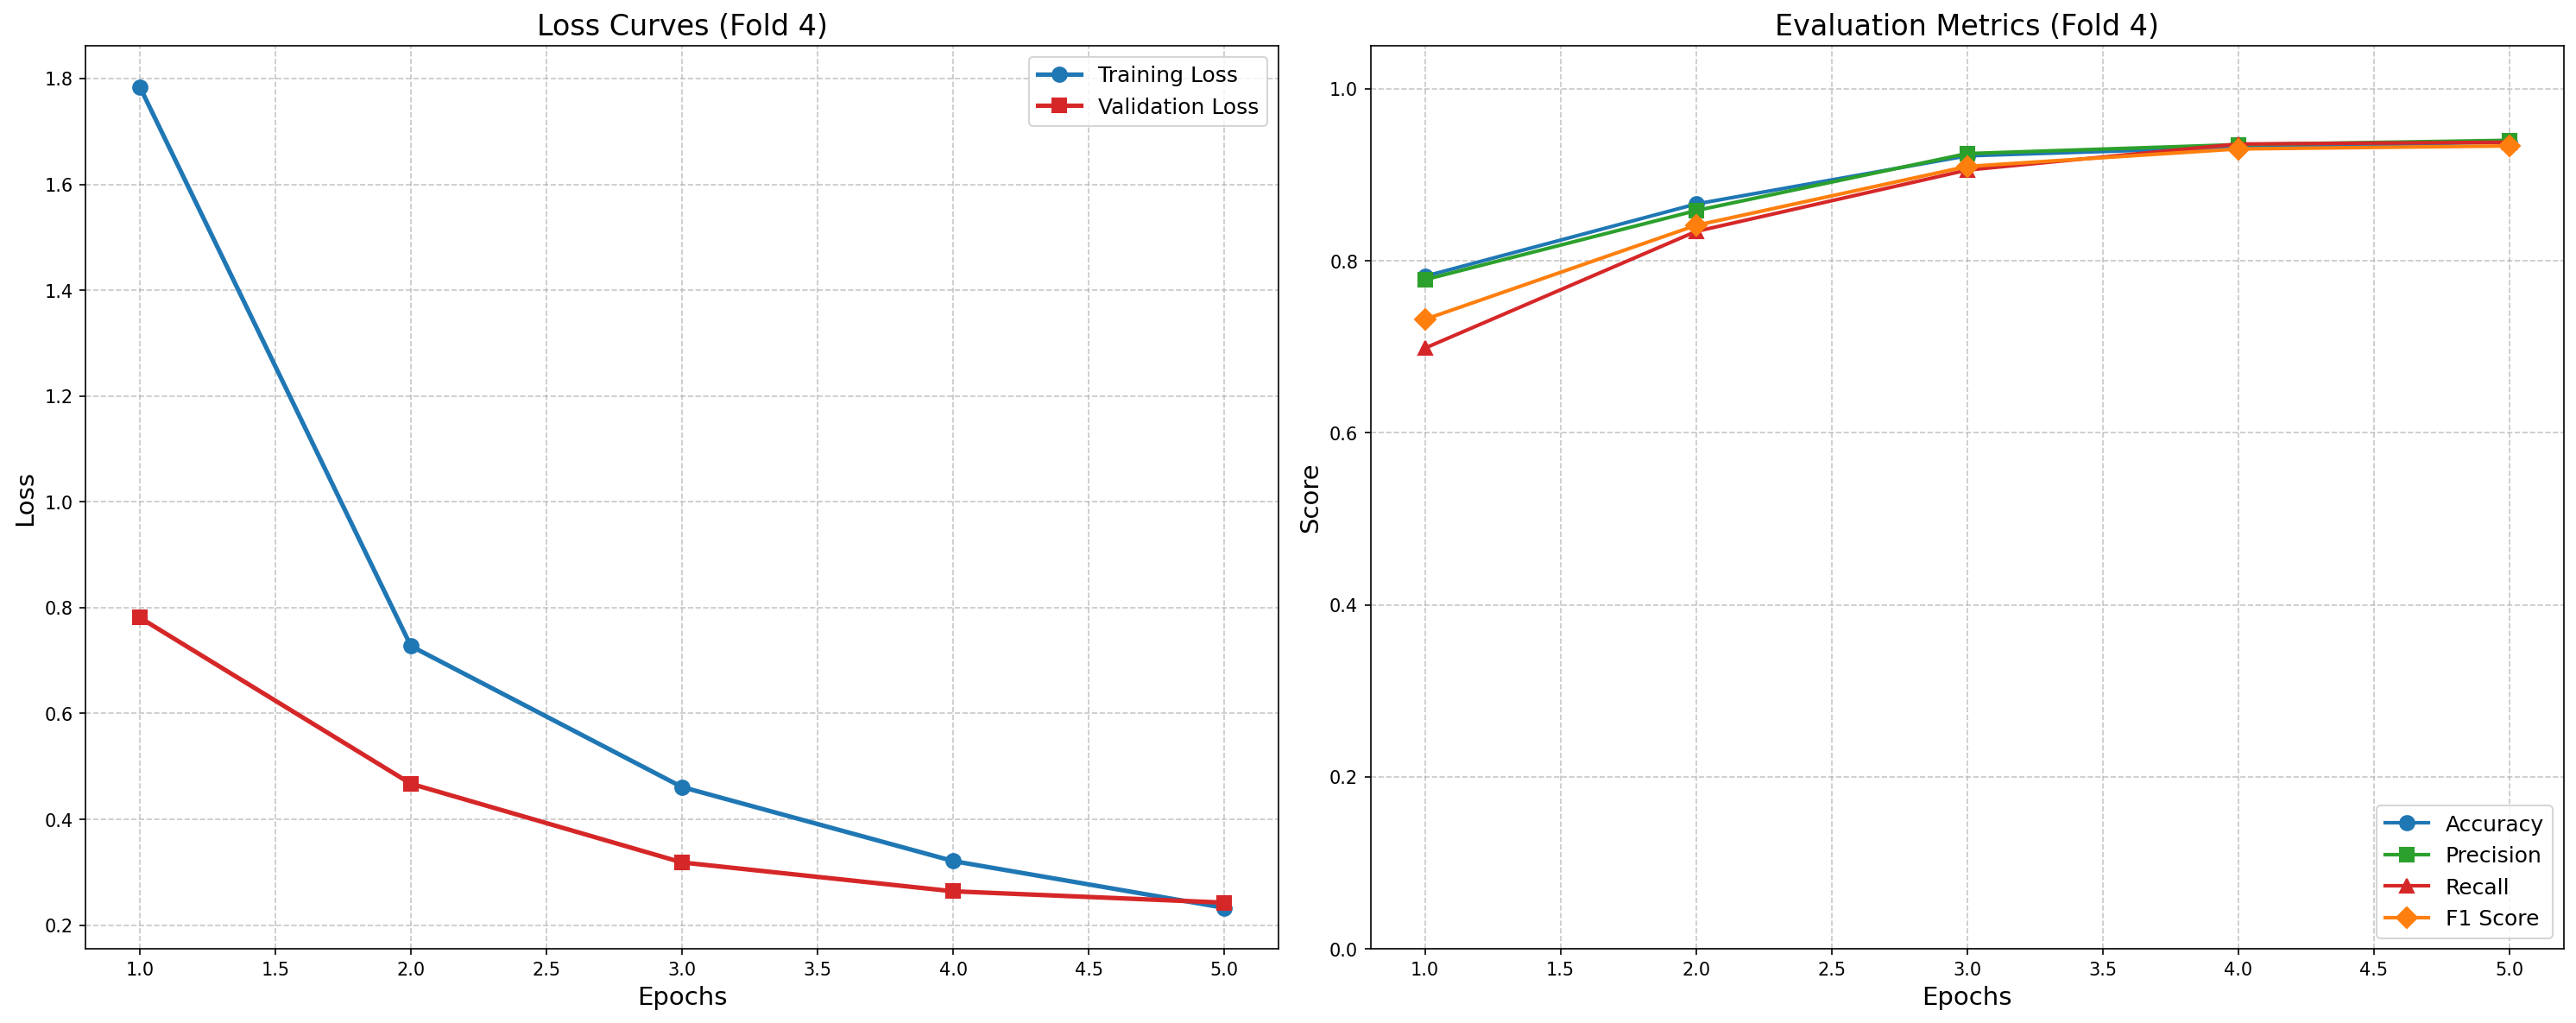 Loss Curves (Fold 4)
Training Loss
Validation Loss
Loss
1.8
1.6
1.4
1.2
1.0
0.8
0.6
0.4
0.2
1.0 1.5 2.0 2.5 3.0 3.5 4.0 4.5 5.0
Epochs
Evaluation Metrics (Fold 4)
Score
1.0
0.8
0.6
0.4
0.2
0.0
Accuracy
Precision
Recall
F1 Score
1.0 1.5 2.0 2.5 3.0 3.5 4.0 4.5 5.0
Epochs